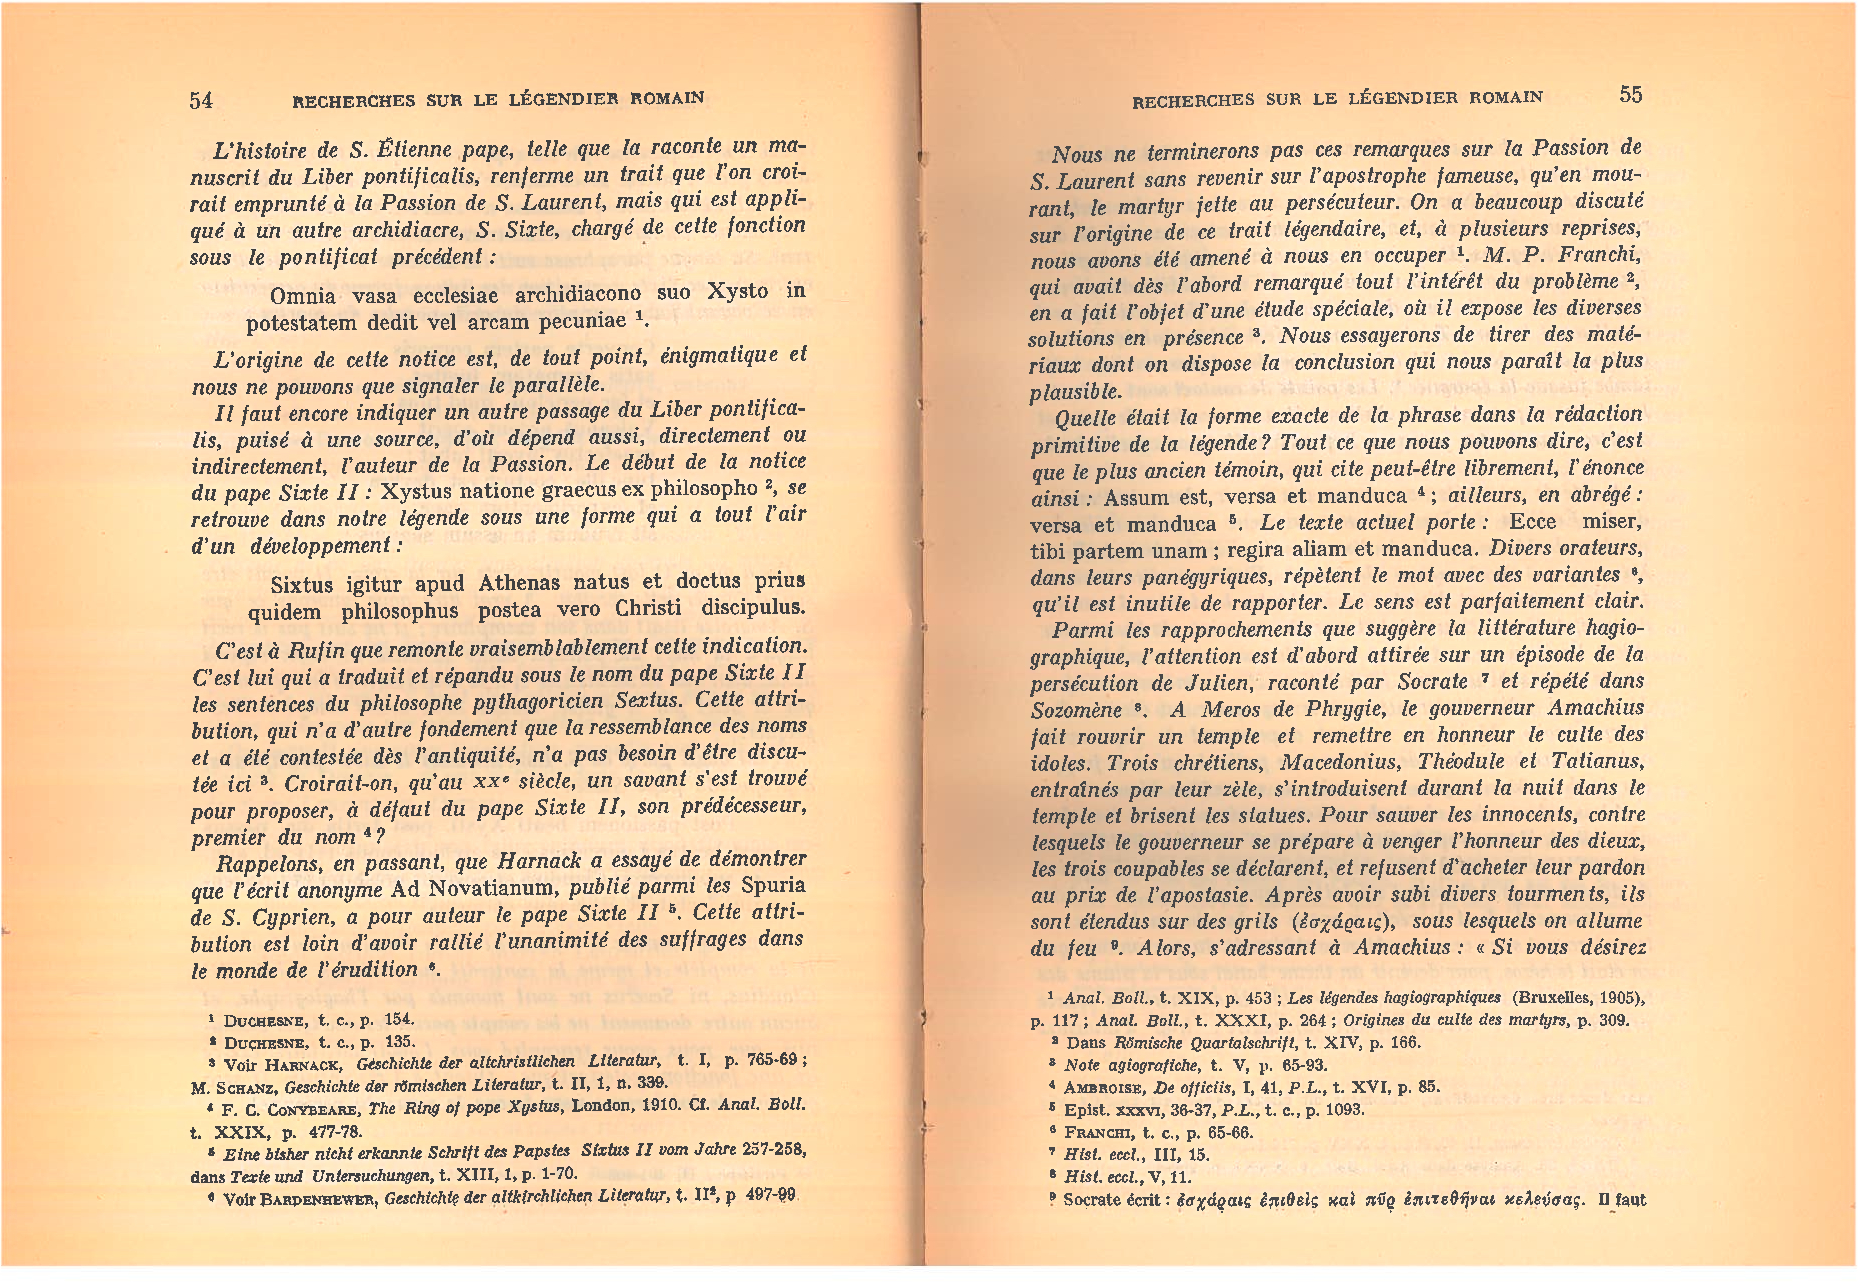 54 RECHERCHES SUR LE LÉGENDIER ROMAIN
L'histoire de S. Étienne pape, telle que la raconte un ma-
nuscrit du Liber pontificalis, renferme un trait que l'on croi-
rait emprunté à la Passion de S. Laurent, mais qui est appli-
qué à un autre archidiacre, S. Sixte, chargé de cette fonction
sous le pontificat précédent :
Omnia vasa ecclesiae archidiacono suo Xysto in
potestatem dedit vel arcam pecuniae ¹.
L'origine de cette notice est, de tout point, énigmatique et
nous ne pouvons que signaler le parallèle.
Il faut encore indiquer un autre passage du Liber pontifica-
lis, puisé à une source, d'où dépend aussi, directement ou
indirectement, l'auteur de la Passion. Le début de la notice
du pape Sixte II : Xystus natione graecus ex philosopho ², se
retrouve dans notre légende sous une forme qui a tout l'air
d'un développement :
Sixtus igitur apud Athenas natus et doctus prius
quidem philosophus postea vero Christi discipulus.
C'est à Rufin que remonte vraisemblablement cette indication.
C'est lui qui a traduit et répandu sous le nom du pape Sixte II
les sentences du philosophe pythagoricien Sextus. Cette attri-
bution, qui n'a d'autre fondement que la ressemblance des noms
et a été contestée dès l'antiquité, n'a pas besoin d'être discu-
tée ici ³. Croirait-on, qu'au XXᵉ siècle, un savant s'est trouvé
pour proposer, à défaut du pape Sixte II, son prédécesseur,
premier du nom ⁴ ?
Rappelons, en passant, que Harnack a essayé de démontrer
que l'écrit anonyme Ad Novatianum, publié parmi les Spuria
de S. Cyprien, a pour auteur le pape Sixte II ⁵. Cette attri-
bution est loin d'avoir rallié l'unanimité des suffrages dans
le monde de l'érudition ⁶.
¹ DUCHESNE, t. c., p. 154.
² DUCHESNE, t. c., p. 135.
³ Voir HARNACK, Geschichte der altchristlichen Literatur, t. I, p. 765-69 ;
M. SCHANZ, Geschichte der römischen Literatur, t. II, 1, n. 339.
⁴ F. C. CONYBEARE, The Ring of pope Xystus, London, 1910. Cf. Anal. Boll.
t. XXIX, p. 477-78.
⁵ Eine bisher nicht erkannte Schrift des Papstes Sixtus II vom Jahre 257-258,
dans Texte und Untersuchungen, t. XIII, 1, p. 1-70.
⁶ Voir BARDENHEWER, Geschichte der altkirchlichen Literatur, t. II², p 497-99
RECHERCHES SUR LE LÉGENDIER ROMAIN 55
Nous ne terminerons pas ces remarques sur la Passion de
S. Laurent sans revenir sur l'apostrophe fameuse, qu'en mou-
rant, le martyr jette au persécuteur. On a beaucoup discuté
sur l'origine de ce trait légendaire, et, à plusieurs reprises,
nous avons été amené à nous en occuper ¹. M. P. Franchi,
qui avait dès l'abord remarqué tout l'intérêt du problème ²,
en a fait l'objet d'une étude spéciale, où il expose les diverses
solutions en présence ³. Nous essayerons de tirer des maté-
riaux dont on dispose la conclusion qui nous paraît la plus
plausible.
Quelle était la forme exacte de la phrase dans la rédaction
primitive de la légende ? Tout ce que nous pouvons dire, c'est
que le plus ancien témoin, qui cite peut-être librement, l'énonce
ainsi : Assum est, versa et manduca ⁴ ; ailleurs, en abrégé :
versa et manduca ⁵. Le texte actuel porte : Ecce miser,
tibi partem unam ; regira aliam et manduca. Divers orateurs,
dans leurs panégyriques, répètent le mot avec des variantes ⁶,
qu'il est inutile de rapporter. Le sens est parfaitement clair.
Parmi les rapprochements que suggère la littérature hagio-
graphique, l'attention est d'abord attirée sur un épisode de la
persécution de Julien, raconté par Socrate ⁷ et répété dans
Sozomène ⁸. A Meros de Phrygie, le gouverneur Amachius
fait rouvrir un temple et remettre en honneur le culte des
idoles. Trois chrétiens, Macedonius, Théodule et Tatianus,
entraînés par leur zèle, s'introduisent durant la nuit dans le
temple et brisent les statues. Pour sauver les innocents, contre
lesquels le gouverneur se prépare à venger l'honneur des dieux,
les trois coupables se déclarent, et refusent d'acheter leur pardon
au prix de l'apostasie. Après avoir subi divers tourments, ils
sont étendus sur des grils (ἐσχάραις), sous lesquels on allume
du feu ⁹. Alors, s'adressant à Amachius : « Si vous désirez
¹ Anal. Boll., t. XIX, p. 453 ; Les légendes hagiographiques (Bruxelles, 1905),
p. 117 ; Anal. Boll., t. XXXI, p. 264 ; Origines du culte des martyrs, p. 309.
² Dans Römische Quartalschrift, t. XIV, p. 166.
³ Note agiografiche, t. V, p. 65-93.
⁴ AMBROISE, De officiis, I, 41, P.L., t. XVI, p. 85.
⁵ Epist. XXXVI, 36-37, P.L., t. c., p. 1093.
⁶ FRANCHI, t. c., p. 65-66.
⁷ Hist. eccl., III, 15.
⁸ Hist. eccl., V, 11.
⁹ Socrate écrit : ἐσχάραις ἐπιθεὶς καὶ πῦρ ἐπιτεθῆναι κελεύσας. Il faut